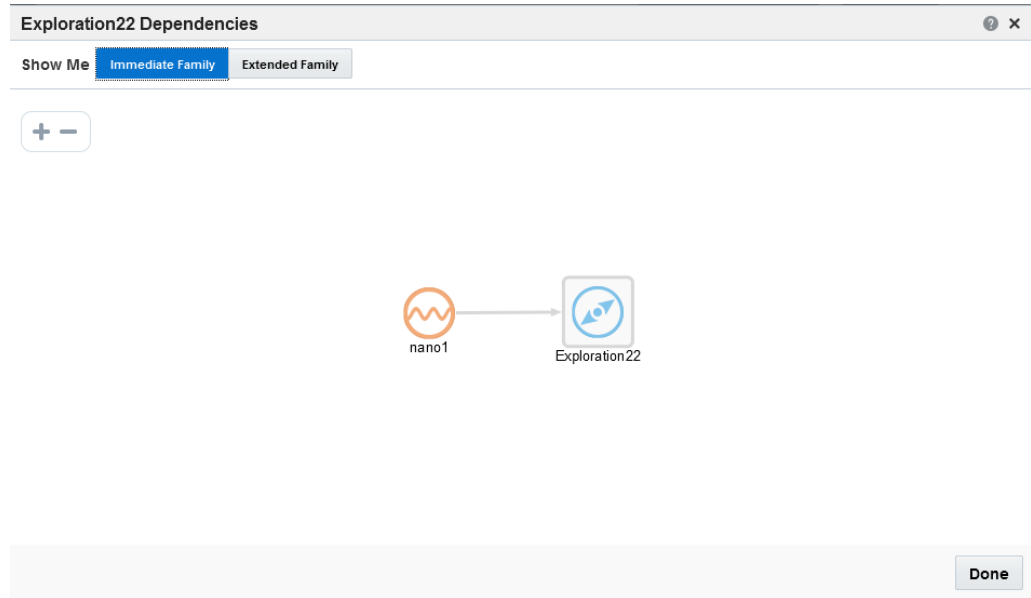 Exploration22 Dependencies
Show Me Immediate Family Extended Family
nano1
Exploration22
Done